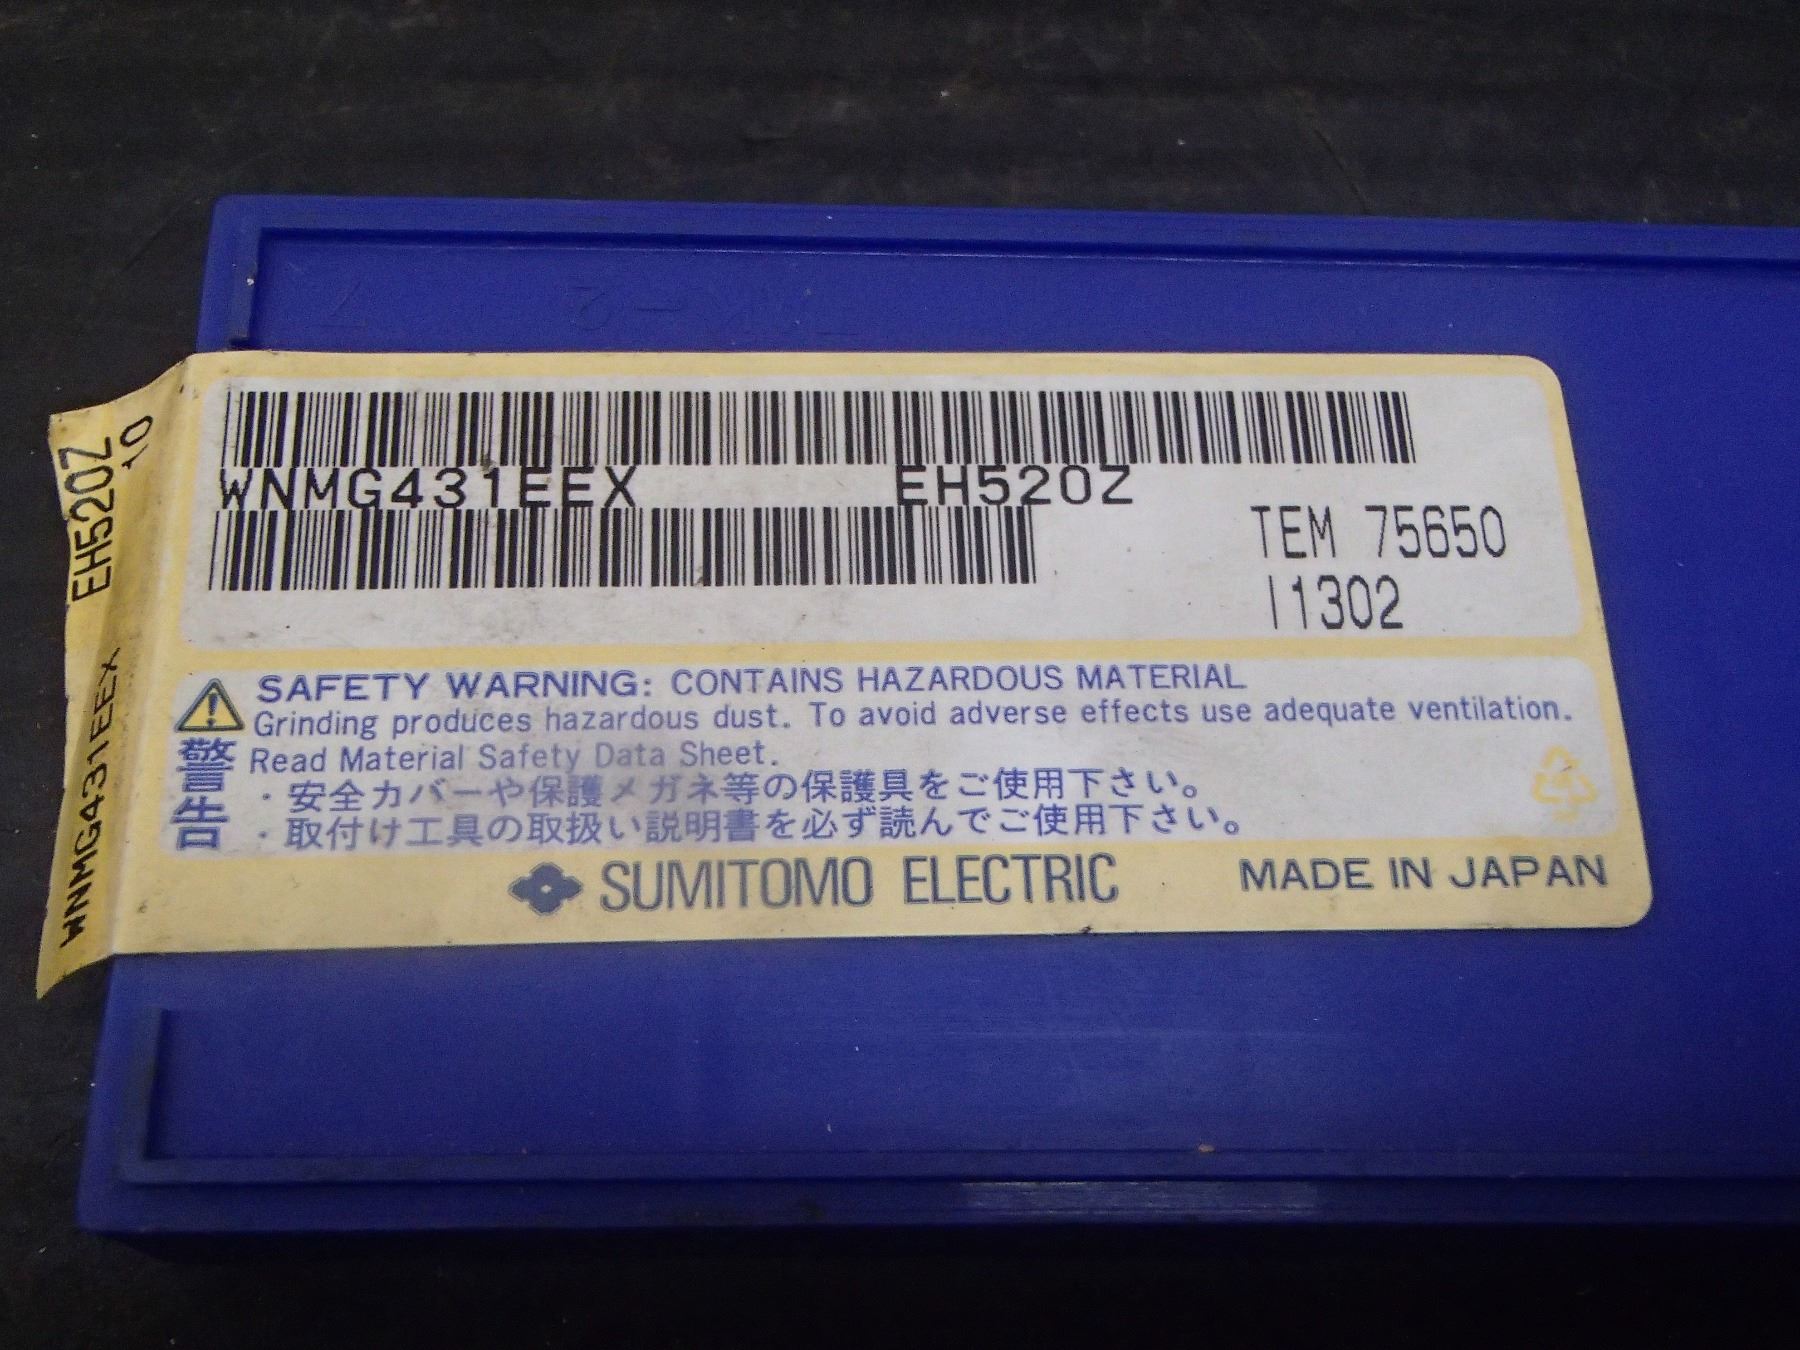 WNMG431EEX EH520Z
TEM 75650
I1302
SAFETY WARNING: CONTAINS HAZARDOUS MATERIAL
Grinding produces hazardous dust. To avoid adverse effects use adequate ventilation.
Read Material Safety Data Sheet.
警告
・安全カバーや保護メガネ等の保護具をご使用下さい。
・取付け工具の取扱い説明書を必ず読んでご使用下さい。
SUMITOMO ELECTRIC MADE IN JAPAN
WNMG431EEX EH520Z
10